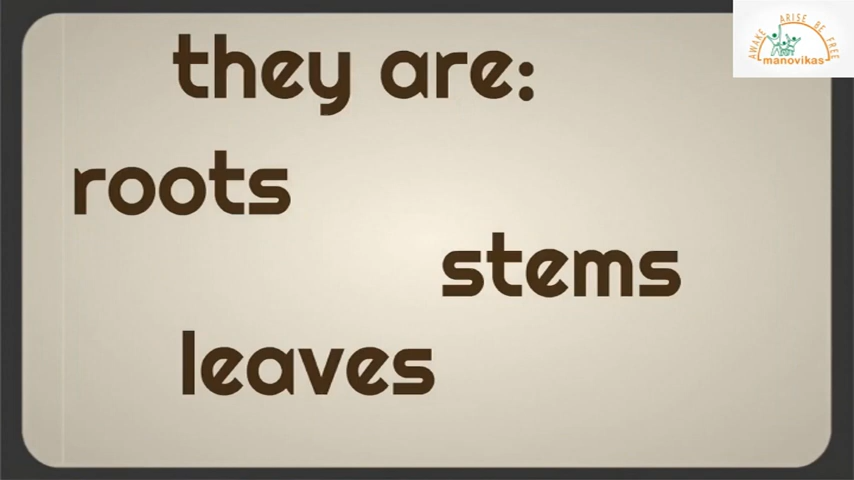 they are:
roots
stems
leaves
AWAKE ARISE BE FREE
manovikas